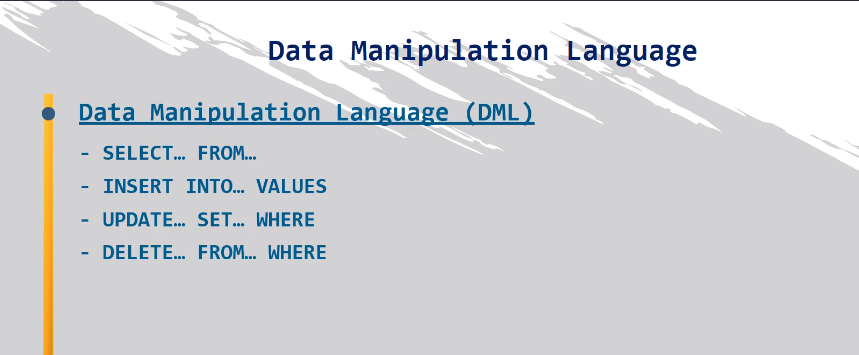 Data Manipulation Language
Data Manipulation Language (DML)
- SELECT… FROM…
- INSERT INTO… VALUES
- UPDATE… SET… WHERE
- DELETE… FROM… WHERE